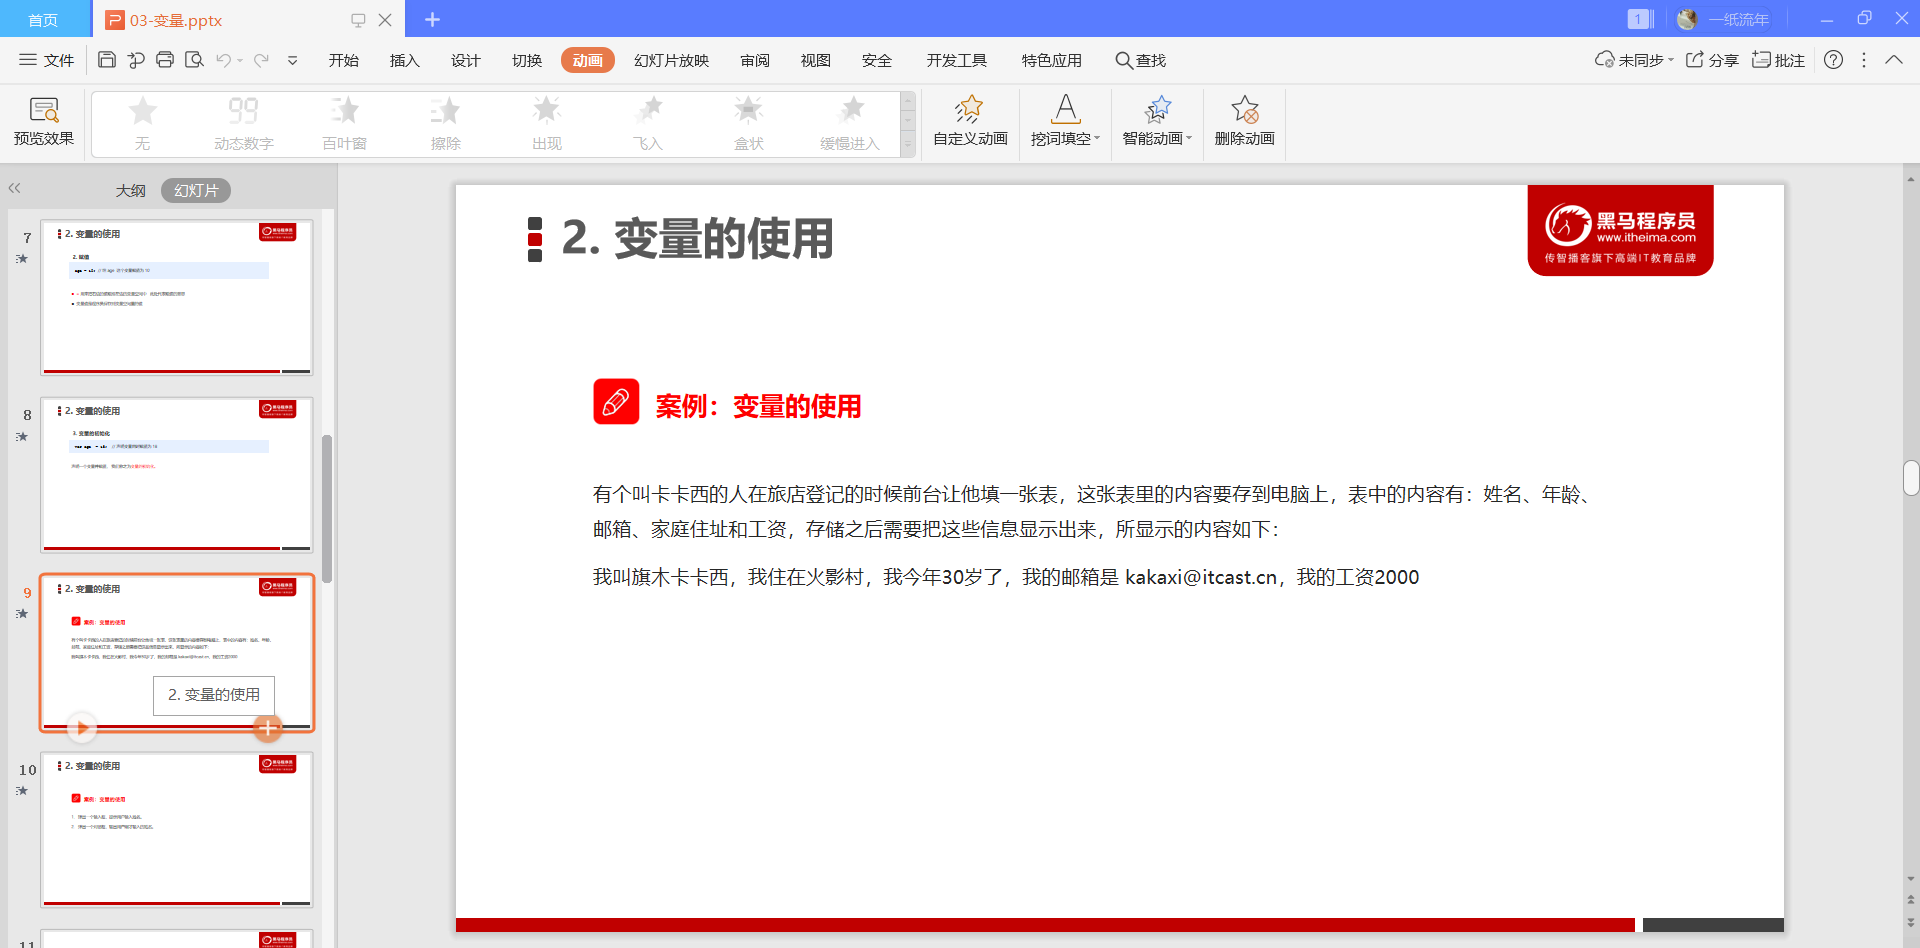 首页
03-变量.pptx
1
一纸流年
文件
开始
插入
设计
切换
动画
幻灯片放映
审阅
视图
安全
开发工具
特色应用
查找
未同步
分享
批注
预览效果
无
动态数字
百叶窗
擦除
出现
飞入
盒状
缓慢进入
自定义动画
挖词填空
智能动画
删除动画
大纲
幻灯片
7
2. 变量的使用
2. 赋值
8
2. 变量的使用
3. 变量的初始化
9
2. 变量的使用
案例：变量的使用
2. 变量的使用
10
2. 变量的使用
案例：变量的使用
11
2. 变量的使用
黑马程序员
www.itheima.com
传智播客旗下高端IT教育品牌
案例：变量的使用
有个叫卡卡西的人在旅店登记的时候前台让他填一张表，这张表里的内容要存到电脑上，表中的内容有：姓名、年龄、
邮箱、家庭住址和工资，存储之后需要把这些信息显示出来，所显示的内容如下：
我叫旗木卡卡西，我住在火影村，我今年30岁了，我的邮箱是 kakaxi@itcast.cn，我的工资2000